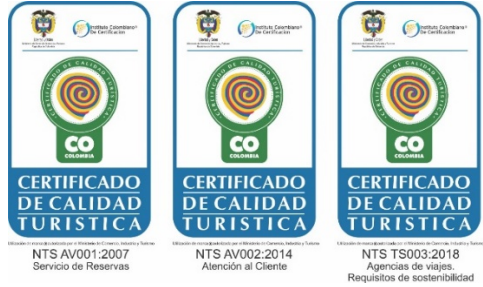 Instituto Colombiano
De Certificación
CERTIFICADO DE CALIDAD TURISTICA
CO
COLOMBIA
CERTIFICADO
DE CALIDAD
TURISTICA
NTS AV001:2007
Servicio de Reservas
Instituto Colombiano
De Certificación
CERTIFICADO DE CALIDAD TURISTICA
CO
COLOMBIA
CERTIFICADO
DE CALIDAD
TURISTICA
NTS AV002:2014
Atención al Cliente
Instituto Colombiano
De Certificación
CERTIFICADO DE CALIDAD TURISTICA
CO
COLOMBIA
CERTIFICADO
DE CALIDAD
TURISTICA
NTS TS003:2018
Agencias de viajes.
Requisitos de sostenibilidad